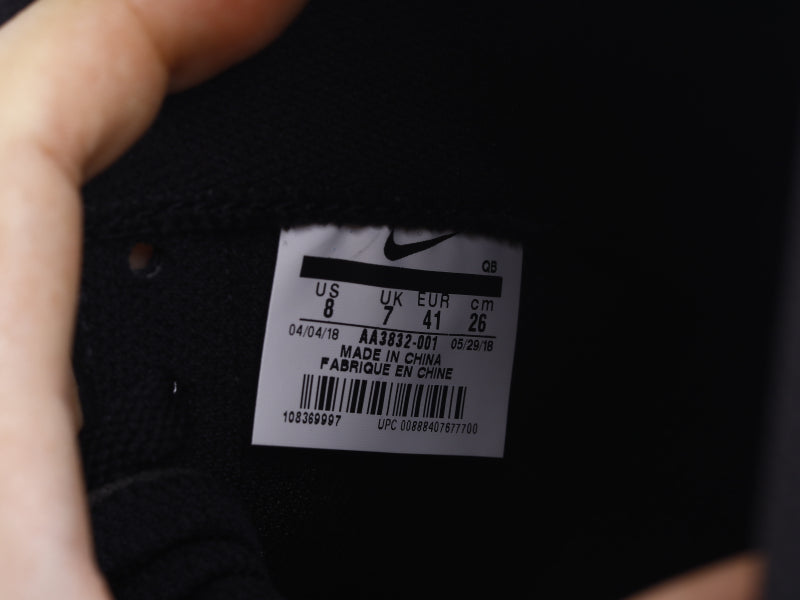 QB
US UK EUR cm
8 7 41 26
04/04/18 AA3832-001 05/29/18
MADE IN CHINA
FABRIQUE EN CHINE
108369997 UPC 00888407677700